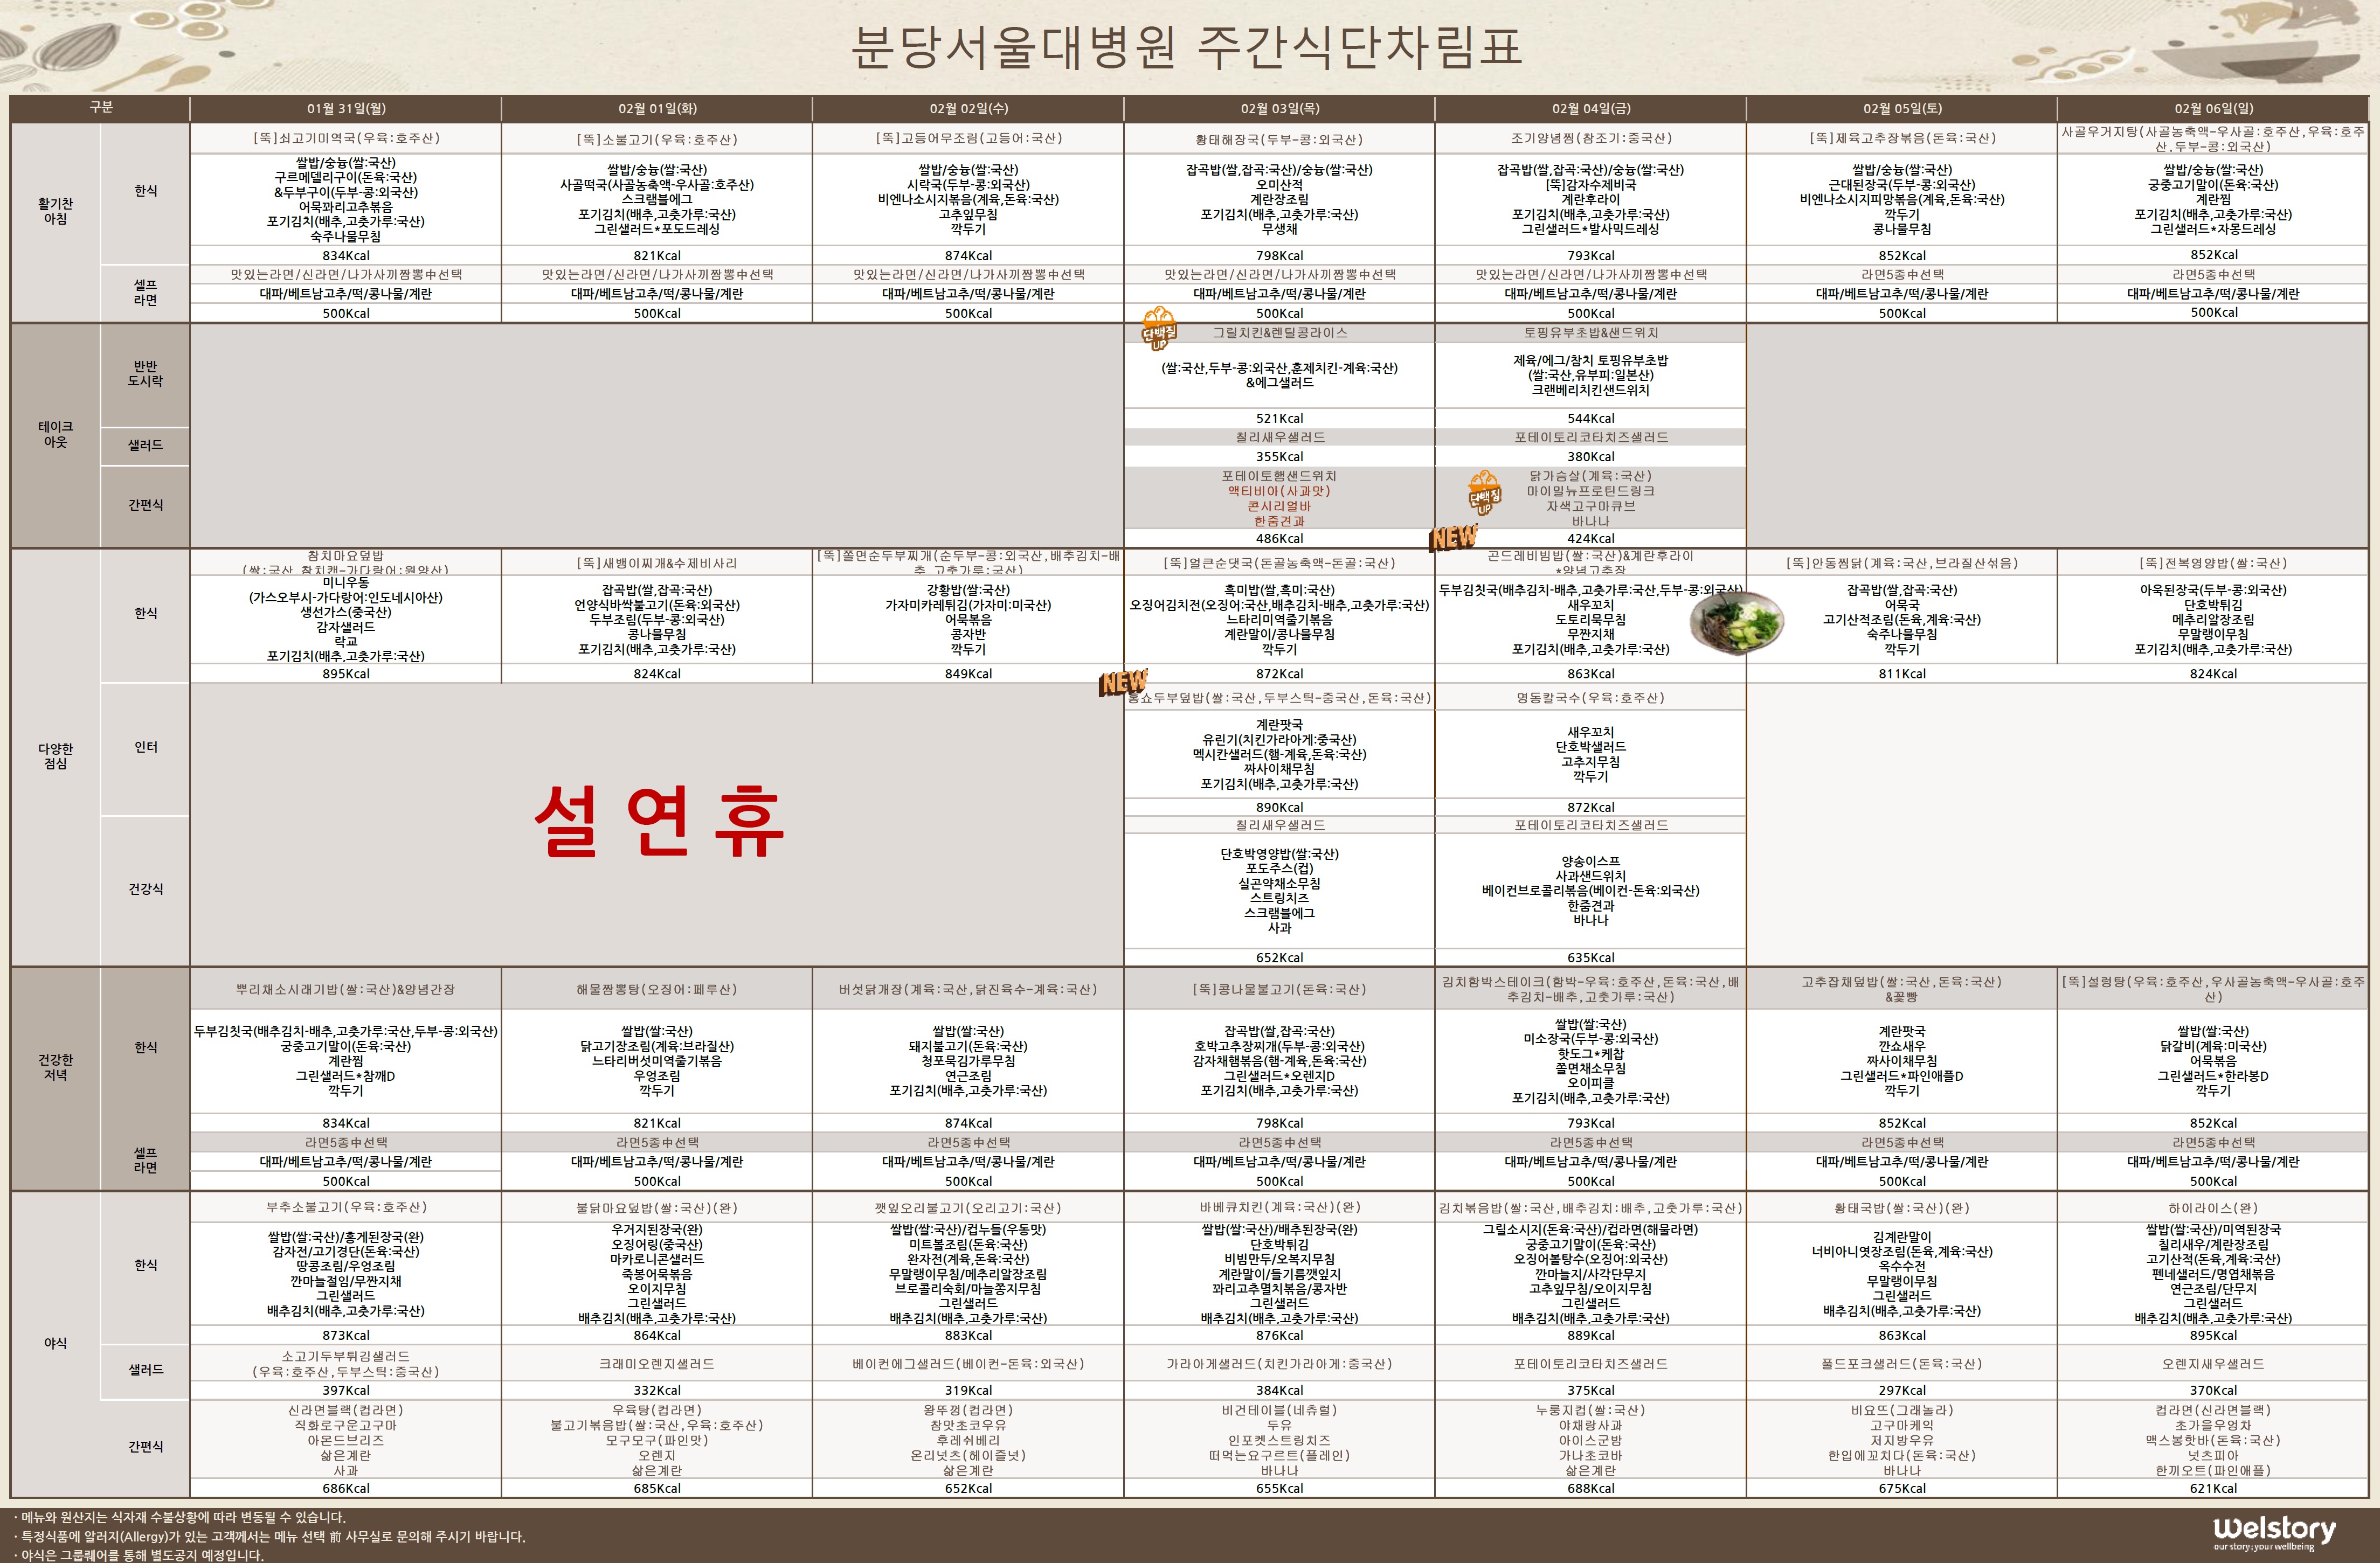 분당서울대병원 주간식단차림표
구분
01월 31일(월)
02월 01일(화)
02월 02일(수)
02월 03일(목)
02월 04일(금)
02월 05일(토)
02월 06일(일)
활기찬
아침
한식
[뚝]쇠고기미역국(우육:호주산)
쌀밥/숭늉(쌀:국산)
구르메델리구이(돈육:국산)
&두부구이(두부-콩:외국산)
어묵꽈리고추볶음
포기김치(배추,고춧가루:국산)
숙주나물무침
834Kcal
[뚝]소불고기(우육:호주산)
쌀밥/숭늉(쌀:국산)
사골떡국(사골농축액-우사골:호주산)
스크램블에그
포기김치(배추,고춧가루:국산)
그린샐러드*포도드레싱
821Kcal
[뚝]고등어무조림(고등어:국산)
쌀밥/숭늉(쌀:국산)
시락국(두부-콩:외국산)
비엔나소시지볶음(계육,돈육:국산)
고추잎무침
깍두기
874Kcal
황태해장국(두부-콩:외국산)
잡곡밥(쌀,잡곡:국산)/숭늉(쌀:국산)
오미산적
계란장조림
포기김치(배추,고춧가루:국산)
무생채
798Kcal
조기양념찜(참조기:중국산)
잡곡밥(쌀,잡곡:국산)/숭늉(쌀:국산)
[뚝]감자수제비국
계란후라이
포기김치(배추,고춧가루:국산)
그린샐러드*발사믹드레싱
793Kcal
[뚝]제육고추장볶음(돈육:국산)
쌀밥/숭늉(쌀:국산)
근대된장국(두부-콩:외국산)
비엔나소시지피망볶음(계육,돈육:국산)
깍두기
콩나물무침
852Kcal
사골우거지탕(사골농축액-우사골:호주산,우육:호주
산,두부-콩:외국산)
쌀밥/숭늉(쌀:국산)
궁중고기말이(돈육:국산)
계란찜
포기김치(배추,고춧가루:국산)
그린샐러드*자몽드레싱
852Kcal
셀프
라면
맛있는라면/신라면/나가사끼짬뽕中선택
대파/베트남고추/떡/콩나물/계란
500Kcal
맛있는라면/신라면/나가사끼짬뽕中선택
대파/베트남고추/떡/콩나물/계란
500Kcal
맛있는라면/신라면/나가사끼짬뽕中선택
대파/베트남고추/떡/콩나물/계란
500Kcal
맛있는라면/신라면/나가사끼짬뽕中선택
대파/베트남고추/떡/콩나물/계란
500Kcal
맛있는라면/신라면/나가사끼짬뽕中선택
대파/베트남고추/떡/콩나물/계란
500Kcal
라면5종中선택
대파/베트남고추/떡/콩나물/계란
500Kcal
라면5종中선택
대파/베트남고추/떡/콩나물/계란
500Kcal
테이크
아웃
반반
도시락
단백질
UP
그릴치킨&렌틸콩라이스
(쌀:국산,두부-콩:외국산,훈제치킨-계육:국산)
&에그샐러드
521Kcal
토핑유부초밥&샌드위치
제육/에그/참치 토핑유부초밥
(쌀:국산,유부피:일본산)
크랜베리치킨샌드위치
544Kcal
샐러드
칠리새우샐러드
355Kcal
포테이토리코타치즈샐러드
380Kcal
간편식
포테이토햄샌드위치
액티비아(사과맛)
콘시리얼바
한줌견과
486Kcal
단백질
UP
닭가슴살(계육:국산)
마이밀뉴프로틴드링크
자색고구마큐브
바나나
424Kcal
다양한
점심
한식
참치마요덮밥
(쌀:국산,참치캔-가다랑어:원양산)
미니우동
(가스오부시-가다랑어:인도네시아산)
생선가스(중국산)
감자샐러드
락교
포기김치(배추,고춧가루:국산)
895Kcal
[뚝]새뱅이찌개&수제비사리
잡곡밥(쌀,잡곡:국산)
언양식바싹불고기(돈육:외국산)
두부조림(두부-콩:외국산)
콩나물무침
포기김치(배추,고춧가루:국산)
824Kcal
[뚝]쫄면순두부찌개(순두부-콩:외국산,배추김치-배
추,고춧가루:국산)
강황밥(쌀:국산)
가자미카레튀김(가자미:미국산)
어묵볶음
콩자반
깍두기
849Kcal
[뚝]얼큰순댓국(돈골농축액-돈골:국산)
흑미밥(쌀,흑미:국산)
오징어김치전(오징어:국산,배추김치-배추,고춧가루:국산)
느타리미역줄기볶음
계란말이/콩나물무침
깍두기
872Kcal
NEW
곤드레비빔밥(쌀:국산)&계란후라이
*양념고추장
두부김칫국(배추김치-배추,고춧가루:국산,두부-콩:외국산)
새우꼬치
도토리묵무침
무짠지채
포기김치(배추,고춧가루:국산)
863Kcal
[뚝]안동찜닭(계육:국산,브라질산섞음)
잡곡밥(쌀,잡곡:국산)
어묵국
고기산적조림(돈육,계육:국산)
숙주나물무침
깍두기
811Kcal
[뚝]전복영양밥(쌀:국산)
아욱된장국(두부-콩:외국산)
단호박튀김
메추리알장조림
무말랭이무침
포기김치(배추,고춧가루:국산)
824Kcal
설 연 휴
인터
NEW
홍쇼두부덮밥(쌀:국산,두부스틱-중국산,돈육:국산)
계란팟국
유린기(치킨가라아게:중국산)
멕시칸샐러드(햄-계육,돈육:국산)
짜사이채무침
포기김치(배추,고춧가루:국산)
890Kcal
명동칼국수(우육:호주산)
새우꼬치
단호박샐러드
고추지무침
깍두기
872Kcal
건강식
칠리새우샐러드
단호박영양밥(쌀:국산)
포도주스(컵)
실곤약채소무침
스트링치즈
스크램블에그
사과
652Kcal
포테이토리코타치즈샐러드
양송이스프
사과샌드위치
베이컨브로콜리볶음(베이컨-돈육:외국산)
한줌견과
바나나
635Kcal
건강한
저녁
한식
뿌리채소시래기밥(쌀:국산)&양념간장
두부김칫국(배추김치-배추,고춧가루:국산,두부-콩:외국산)
궁중고기말이(돈육:국산)
계란찜
그린샐러드*참깨D
깍두기
834Kcal
해물짬뽕탕(오징어:페루산)
쌀밥(쌀:국산)
닭고기장조림(계육:브라질산)
느타리버섯미역줄기볶음
우엉조림
깍두기
821Kcal
버섯닭개장(계육:국산,닭진육수-계육:국산)
쌀밥(쌀:국산)
돼지불고기(돈육:국산)
청포묵김가루무침
연근조림
포기김치(배추,고춧가루:국산)
874Kcal
[뚝]콩나물불고기(돈육:국산)
잡곡밥(쌀,잡곡:국산)
호박고추장찌개(두부-콩:외국산)
감자채햄볶음(햄-계육,돈육:국산)
그린샐러드*오렌지D
포기김치(배추,고춧가루:국산)
798Kcal
김치함박스테이크(함박-우육:호주산,돈육:국산,배
추김치-배추,고춧가루:국산)
쌀밥(쌀:국산)
미소장국(두부-콩:외국산)
핫도그*케찹
쫄면채소무침
오이피클
포기김치(배추,고춧가루:국산)
793Kcal
고추잡채덮밥(쌀:국산,돈육:국산)
&꽃빵
계란팟국
깐쇼새우
짜사이채무침
그린샐러드*파인애플D
깍두기
852Kcal
[뚝]설렁탕(우육:호주산,우사골농축액-우사골:호주
산)
쌀밥(쌀:국산)
닭갈비(계육:미국산)
어묵볶음
그린샐러드*한라봉D
깍두기
852Kcal
셀프
라면
라면5종中선택
대파/베트남고추/떡/콩나물/계란
500Kcal
라면5종中선택
대파/베트남고추/떡/콩나물/계란
500Kcal
라면5종中선택
대파/베트남고추/떡/콩나물/계란
500Kcal
라면5종中선택
대파/베트남고추/떡/콩나물/계란
500Kcal
라면5종中선택
대파/베트남고추/떡/콩나물/계란
500Kcal
라면5종中선택
대파/베트남고추/떡/콩나물/계란
500Kcal
라면5종中선택
대파/베트남고추/떡/콩나물/계란
500Kcal
야식
한식
부추소불고기(우육:호주산)
쌀밥(쌀:국산)/홍게된장국(완)
감자전/고기경단(돈육:국산)
땅콩조림/우엉조림
깐마늘절임/무짠지채
그린샐러드
배추김치(배추,고춧가루:국산)
873Kcal
불닭마요덮밥(쌀:국산)(완)
우거지된장국(완)
오징어링(중국산)
마카로니콘샐러드
죽봉어묵볶음
오이지무침
그린샐러드
배추김치(배추,고춧가루:국산)
864Kcal
깻잎오리불고기(오리고기:국산)
쌀밥(쌀:국산)/컵누들(우동맛)
미트볼조림(돈육:국산)
완자전(계육,돈육:국산)
무말랭이무침/메추리알장조림
브로콜리숙회/마늘쫑지무침
그린샐러드
배추김치(배추,고춧가루:국산)
883Kcal
바베큐치킨(계육:국산)(완)
쌀밥(쌀:국산)/배추된장국(완)
단호박튀김
비빔만두/오복지무침
계란말이/들기름깻잎지
꽈리고추멸치볶음/콩자반
그린샐러드
배추김치(배추,고춧가루:국산)
876Kcal
김치볶음밥(쌀:국산,배추김치:배추,고춧가루:국산)
그릴소시지(돈육:국산)/컵라면(해물라면)
궁중고기말이(돈육:국산)
오징어볼탕수(오징어:외국산)
깐마늘지/사각단무지
고추잎무침/오이지무침
그린샐러드
배추김치(배추,고춧가루:국산)
889Kcal
황태국밥(쌀:국산)(완)
김계란말이
너비아니엿장조림(돈육,계육:국산)
옥수수전
무말랭이무침
그린샐러드
배추김치(배추,고춧가루:국산)
863Kcal
하이라이스(완)
쌀밥(쌀:국산)/미역된장국
칠리새우/계란장조림
고기산적(돈육,계육:국산)
펜네샐러드/명엽채볶음
연근조림/단무지
그린샐러드
배추김치(배추,고춧가루:국산)
895Kcal
샐러드
소고기두부튀김샐러드
(우육:호주산,두부스틱:중국산)
397Kcal
크래미오렌지샐러드
332Kcal
베이컨에그샐러드(베이컨-돈육:외국산)
319Kcal
가라아게샐러드(치킨가라아게:중국산)
384Kcal
포테이토리코타치즈샐러드
375Kcal
풀드포크샐러드(돈육:국산)
297Kcal
오렌지새우샐러드
370Kcal
간편식
신라면블랙(컵라면)
직화로구운고구마
아몬드브리즈
삶은계란
사과
686Kcal
우육탕(컵라면)
불고기볶음밥(쌀:국산,우육:호주산)
모구모구(파인맛)
오렌지
삶은계란
685Kcal
왕뚜껑(컵라면)
참맛초코우유
후레쉬베리
온리넛츠(헤이즐넛)
삶은계란
652Kcal
비건테이블(네츄럴)
두유
인포켓스트링치즈
떠먹는요구르트(플레인)
바나나
655Kcal
누룽지컵(쌀:국산)
야채랑사과
아이스군밤
가나초코바
삶은계란
688Kcal
비요뜨(그래놀라)
고구마케익
저지방우유
한입에꼬치다(돈육:국산)
바나나
675Kcal
컵라면(신라면블랙)
초가을우엉차
맥스봉핫바(돈육:국산)
넛츠피아
한끼오트(파인애플)
621Kcal
· 메뉴와 원산지는 식자재 수불상황에 따라 변동될 수 있습니다.
· 특정식품에 알러지(Allergy)가 있는 고객께서는 메뉴 선택 前 사무실로 문의해 주시기 바랍니다.
· 야식은 그룹웨어를 통해 별도공지 예정입니다.
welstory
our story; your wellbeing